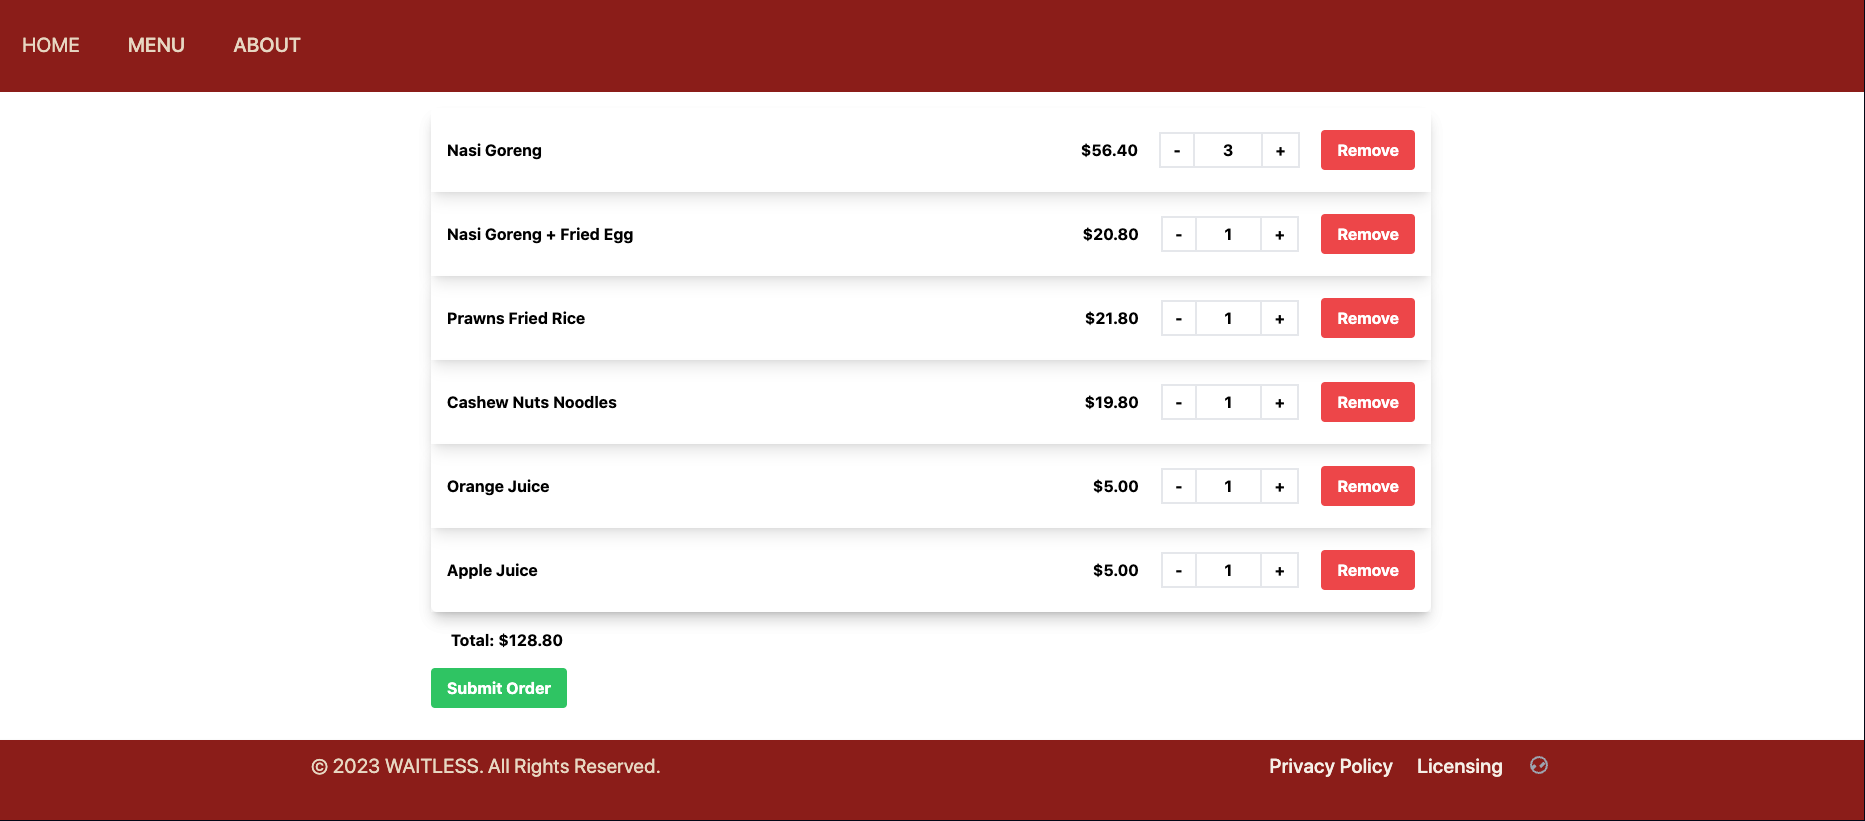 HOME MENU ABOUT
Nasi Goreng $56.40 - 3 + Remove
Nasi Goreng + Fried Egg $20.80 - 1 + Remove
Prawns Fried Rice $21.80 - 1 + Remove
Cashew Nuts Noodles $19.80 - 1 + Remove
Orange Juice $5.00 - 1 + Remove
Apple Juice $5.00 - 1 + Remove
Total: $128.80
Submit Order
© 2023 WAITLESS. All Rights Reserved. Privacy Policy Licensing